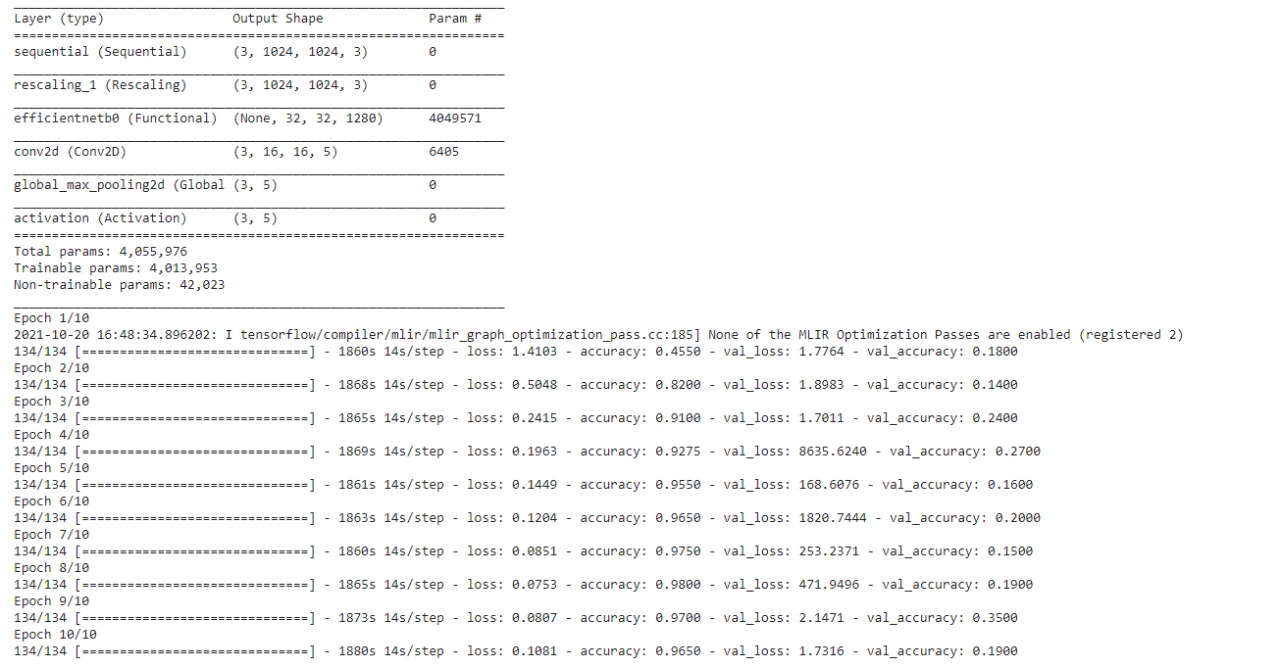 Layer (type) Output Shape Param #
=================================================================
sequential (Sequential) (3, 1024, 1024, 3) 0
_________________________________________________________________
rescaling_1 (Rescaling) (3, 1024, 1024, 3) 0
_________________________________________________________________
efficientnetb0 (Functional) (None, 32, 32, 1280) 4049571
_________________________________________________________________
conv2d (Conv2D) (3, 16, 16, 5) 6405
_________________________________________________________________
global_max_pooling2d (Global (3, 5) 0
_________________________________________________________________
activation (Activation) (3, 5) 0
=================================================================
Total params: 4,055,976
Trainable params: 4,013,953
Non-trainable params: 42,023
_________________________________________________________________
Epoch 1/10
2021-10-20 16:48:34.896202: I tensorflow/compiler/mlir/mlir_graph_optimization_pass.cc:185] None of the MLIR Optimization Passes are enabled (registered 2)
134/134 [==============================] - 1860s 14s/step - loss: 1.4103 - accuracy: 0.4550 - val_loss: 1.7764 - val_accuracy: 0.1800
Epoch 2/10
134/134 [==============================] - 1868s 14s/step - loss: 0.5048 - accuracy: 0.8200 - val_loss: 1.8983 - val_accuracy: 0.1400
Epoch 3/10
134/134 [==============================] - 1865s 14s/step - loss: 0.2415 - accuracy: 0.9100 - val_loss: 1.7011 - val_accuracy: 0.2400
Epoch 4/10
134/134 [==============================] - 1869s 14s/step - loss: 0.1963 - accuracy: 0.9275 - val_loss: 8635.6240 - val_accuracy: 0.2700
Epoch 5/10
134/134 [==============================] - 1861s 14s/step - loss: 0.1449 - accuracy: 0.9550 - val_loss: 168.6076 - val_accuracy: 0.1600
Epoch 6/10
134/134 [==============================] - 1863s 14s/step - loss: 0.1204 - accuracy: 0.9650 - val_loss: 1820.7444 - val_accuracy: 0.2000
Epoch 7/10
134/134 [==============================] - 1860s 14s/step - loss: 0.0851 - accuracy: 0.9750 - val_loss: 253.2371 - val_accuracy: 0.1500
Epoch 8/10
134/134 [==============================] - 1865s 14s/step - loss: 0.0753 - accuracy: 0.9800 - val_loss: 471.9496 - val_accuracy: 0.1900
Epoch 9/10
134/134 [==============================] - 1873s 14s/step - loss: 0.0807 - accuracy: 0.9700 - val_loss: 2.1471 - val_accuracy: 0.3500
Epoch 10/10
134/134 [==============================] - 1880s 14s/step - loss: 0.1081 - accuracy: 0.9650 - val_loss: 1.7316 - val_accuracy: 0.1900